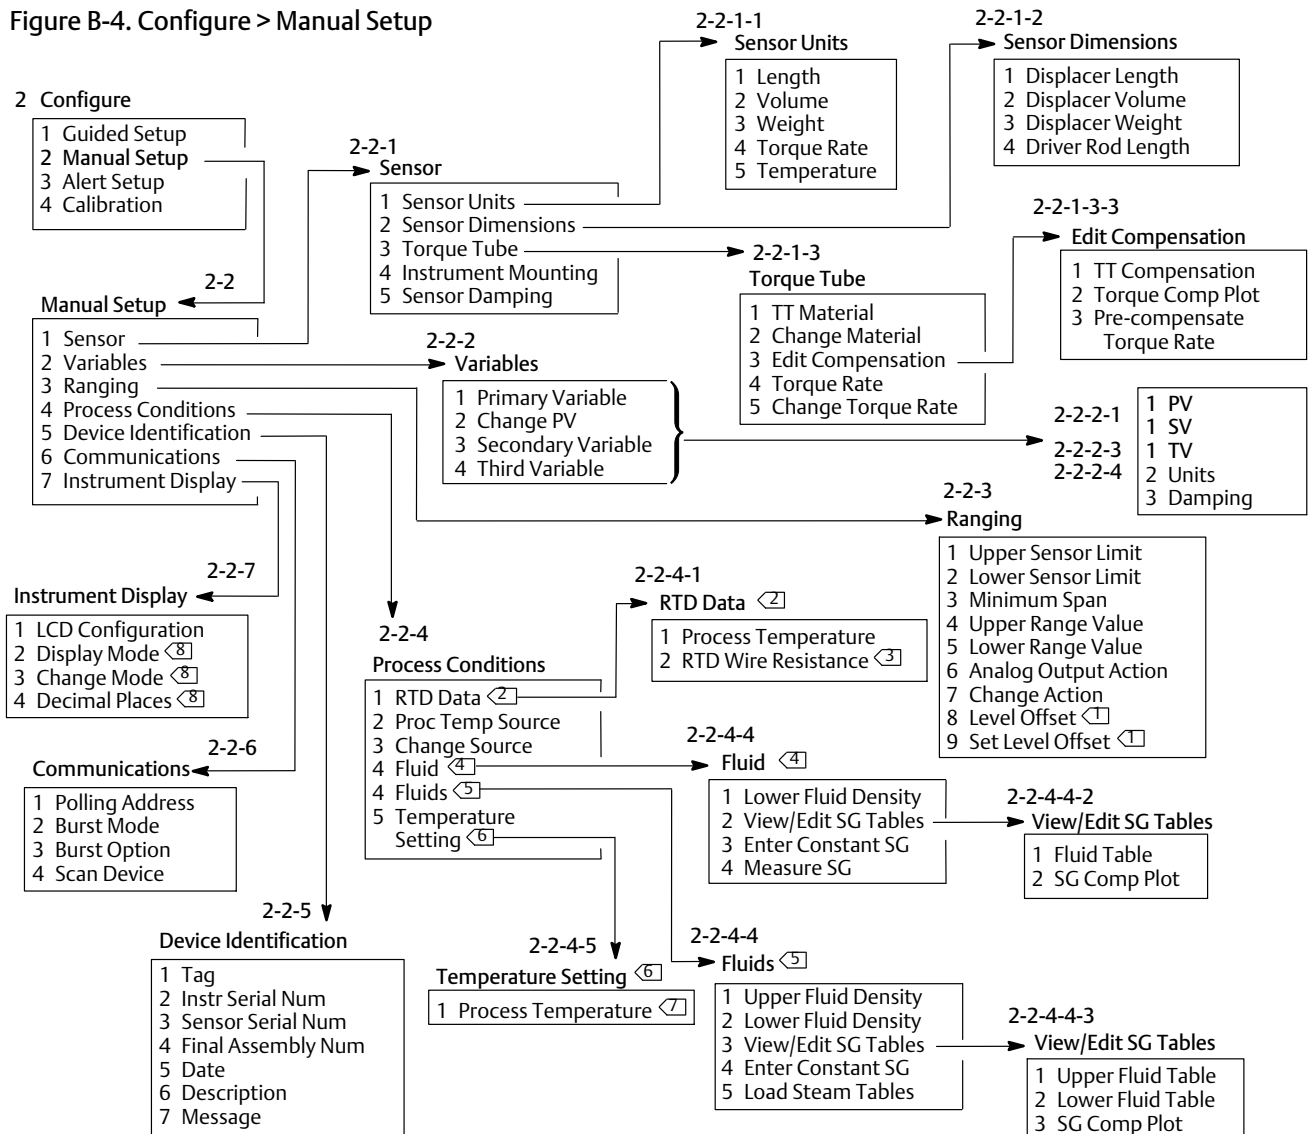 Figure B-4. Configure > Manual Setup
2 Configure
1 Guided Setup
2 Manual Setup
3 Alert Setup
4 Calibration
2-2
Manual Setup
1 Sensor
2 Variables
3 Ranging
4 Process Conditions
5 Device Identification
6 Communications
7 Instrument Display
2-2-1
Sensor
1 Sensor Units
2 Sensor Dimensions
3 Torque Tube
4 Instrument Mounting
5 Sensor Damping
2-2-1-1
Sensor Units
1 Length
2 Volume
3 Weight
4 Torque Rate
5 Temperature
2-2-1-2
Sensor Dimensions
1 Displacer Length
2 Displacer Volume
3 Displacer Weight
4 Driver Rod Length
2-2-1-3
Torque Tube
1 TT Material
2 Change Material
3 Edit Compensation
4 Torque Rate
5 Change Torque Rate
2-2-1-3-3
Edit Compensation
1 TT Compensation
2 Torque Comp Plot
3 Pre-compensate
Torque Rate
2-2-2
Variables
1 Primary Variable
2 Change PV
3 Secondary Variable
4 Third Variable
2-2-2-1
2-2-2-3
2-2-2-4
1 PV
1 SV
1 TV
2 Units
3 Damping
2-2-3
Ranging
1 Upper Sensor Limit
2 Lower Sensor Limit
3 Minimum Span
4 Upper Range Value
5 Lower Range Value
6 Analog Output Action
7 Change Action
8 Level Offset 1
9 Set Level Offset 1
2-2-7
Instrument Display
1 LCD Configuration
2 Display Mode 8
3 Change Mode 8
4 Decimal Places 8
2-2-6
Communications
1 Polling Address
2 Burst Mode
3 Burst Option
4 Scan Device
2-2-5
Device Identification
1 Tag
2 Instr Serial Num
3 Sensor Serial Num
4 Final Assembly Num
5 Date
6 Description
7 Message
2-2-4
Process Conditions
1 RTD Data 2
2 Proc Temp Source
3 Change Source
4 Fluid 4
4 Fluids 5
5 Temperature
Setting 6
2-2-4-1
RTD Data 2
1 Process Temperature
2 RTD Wire Resistance 3
2-2-4-4
Fluid 4
1 Lower Fluid Density
2 View/Edit SG Tables
3 Enter Constant SG
4 Measure SG
2-2-4-4-2
View/Edit SG Tables
1 Fluid Table
2 SG Comp Plot
2-2-4-5
Temperature Setting 6
1 Process Temperature 7
2-2-4-4
Fluids 5
1 Upper Fluid Density
2 Lower Fluid Density
3 View/Edit SG Tables
4 Enter Constant SG
5 Load Steam Tables
2-2-4-4-3
View/Edit SG Tables
1 Upper Fluid Table
2 Lower Fluid Table
3 SG Comp Plot